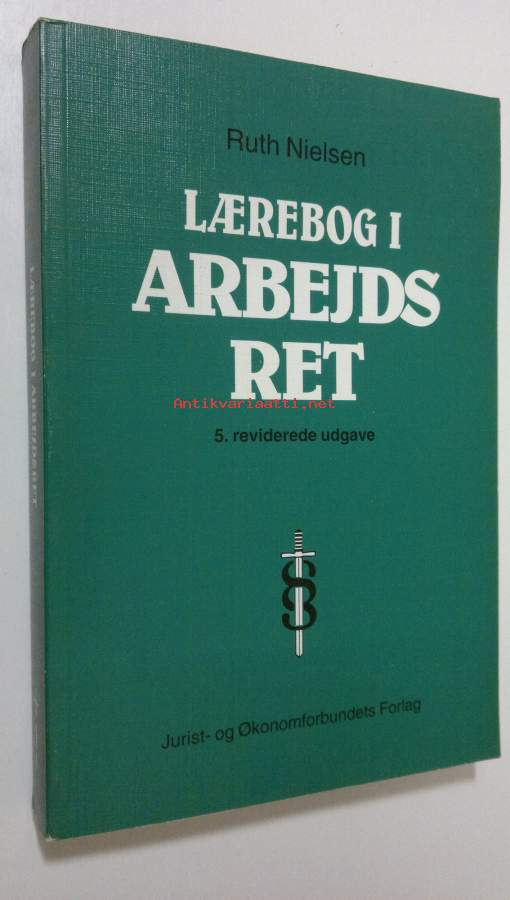 Ruth Nielsen
LÆREBOG I
ARBEJDS
RET
Antikvariaatti.net
5. reviderede udgave
§
Jurist- og Økonomforbundets Forlag
LÆREBOG I ARBEJDSRET